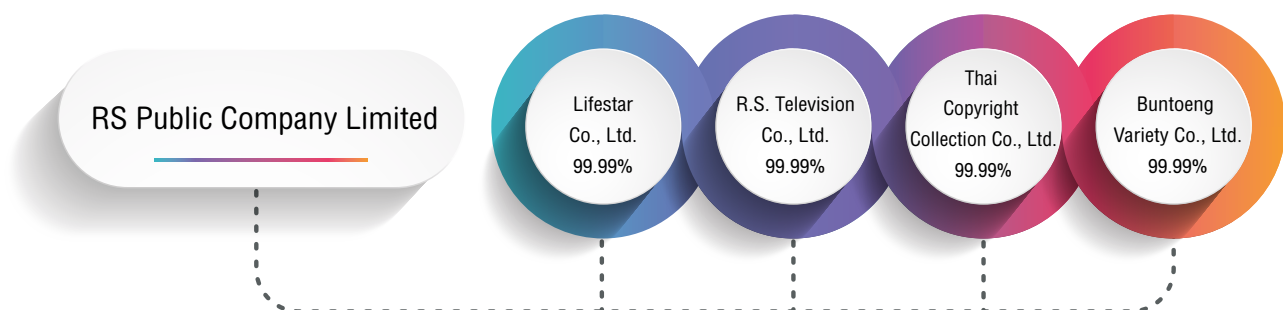 RS Public Company Limited
Lifestar
Co., Ltd.
99.99%
R.S. Television
Co., Ltd.
99.99%
Thai
Copyright
Collection Co., Ltd.
99.99%
Buntoeng
Variety Co., Ltd.
99.99%